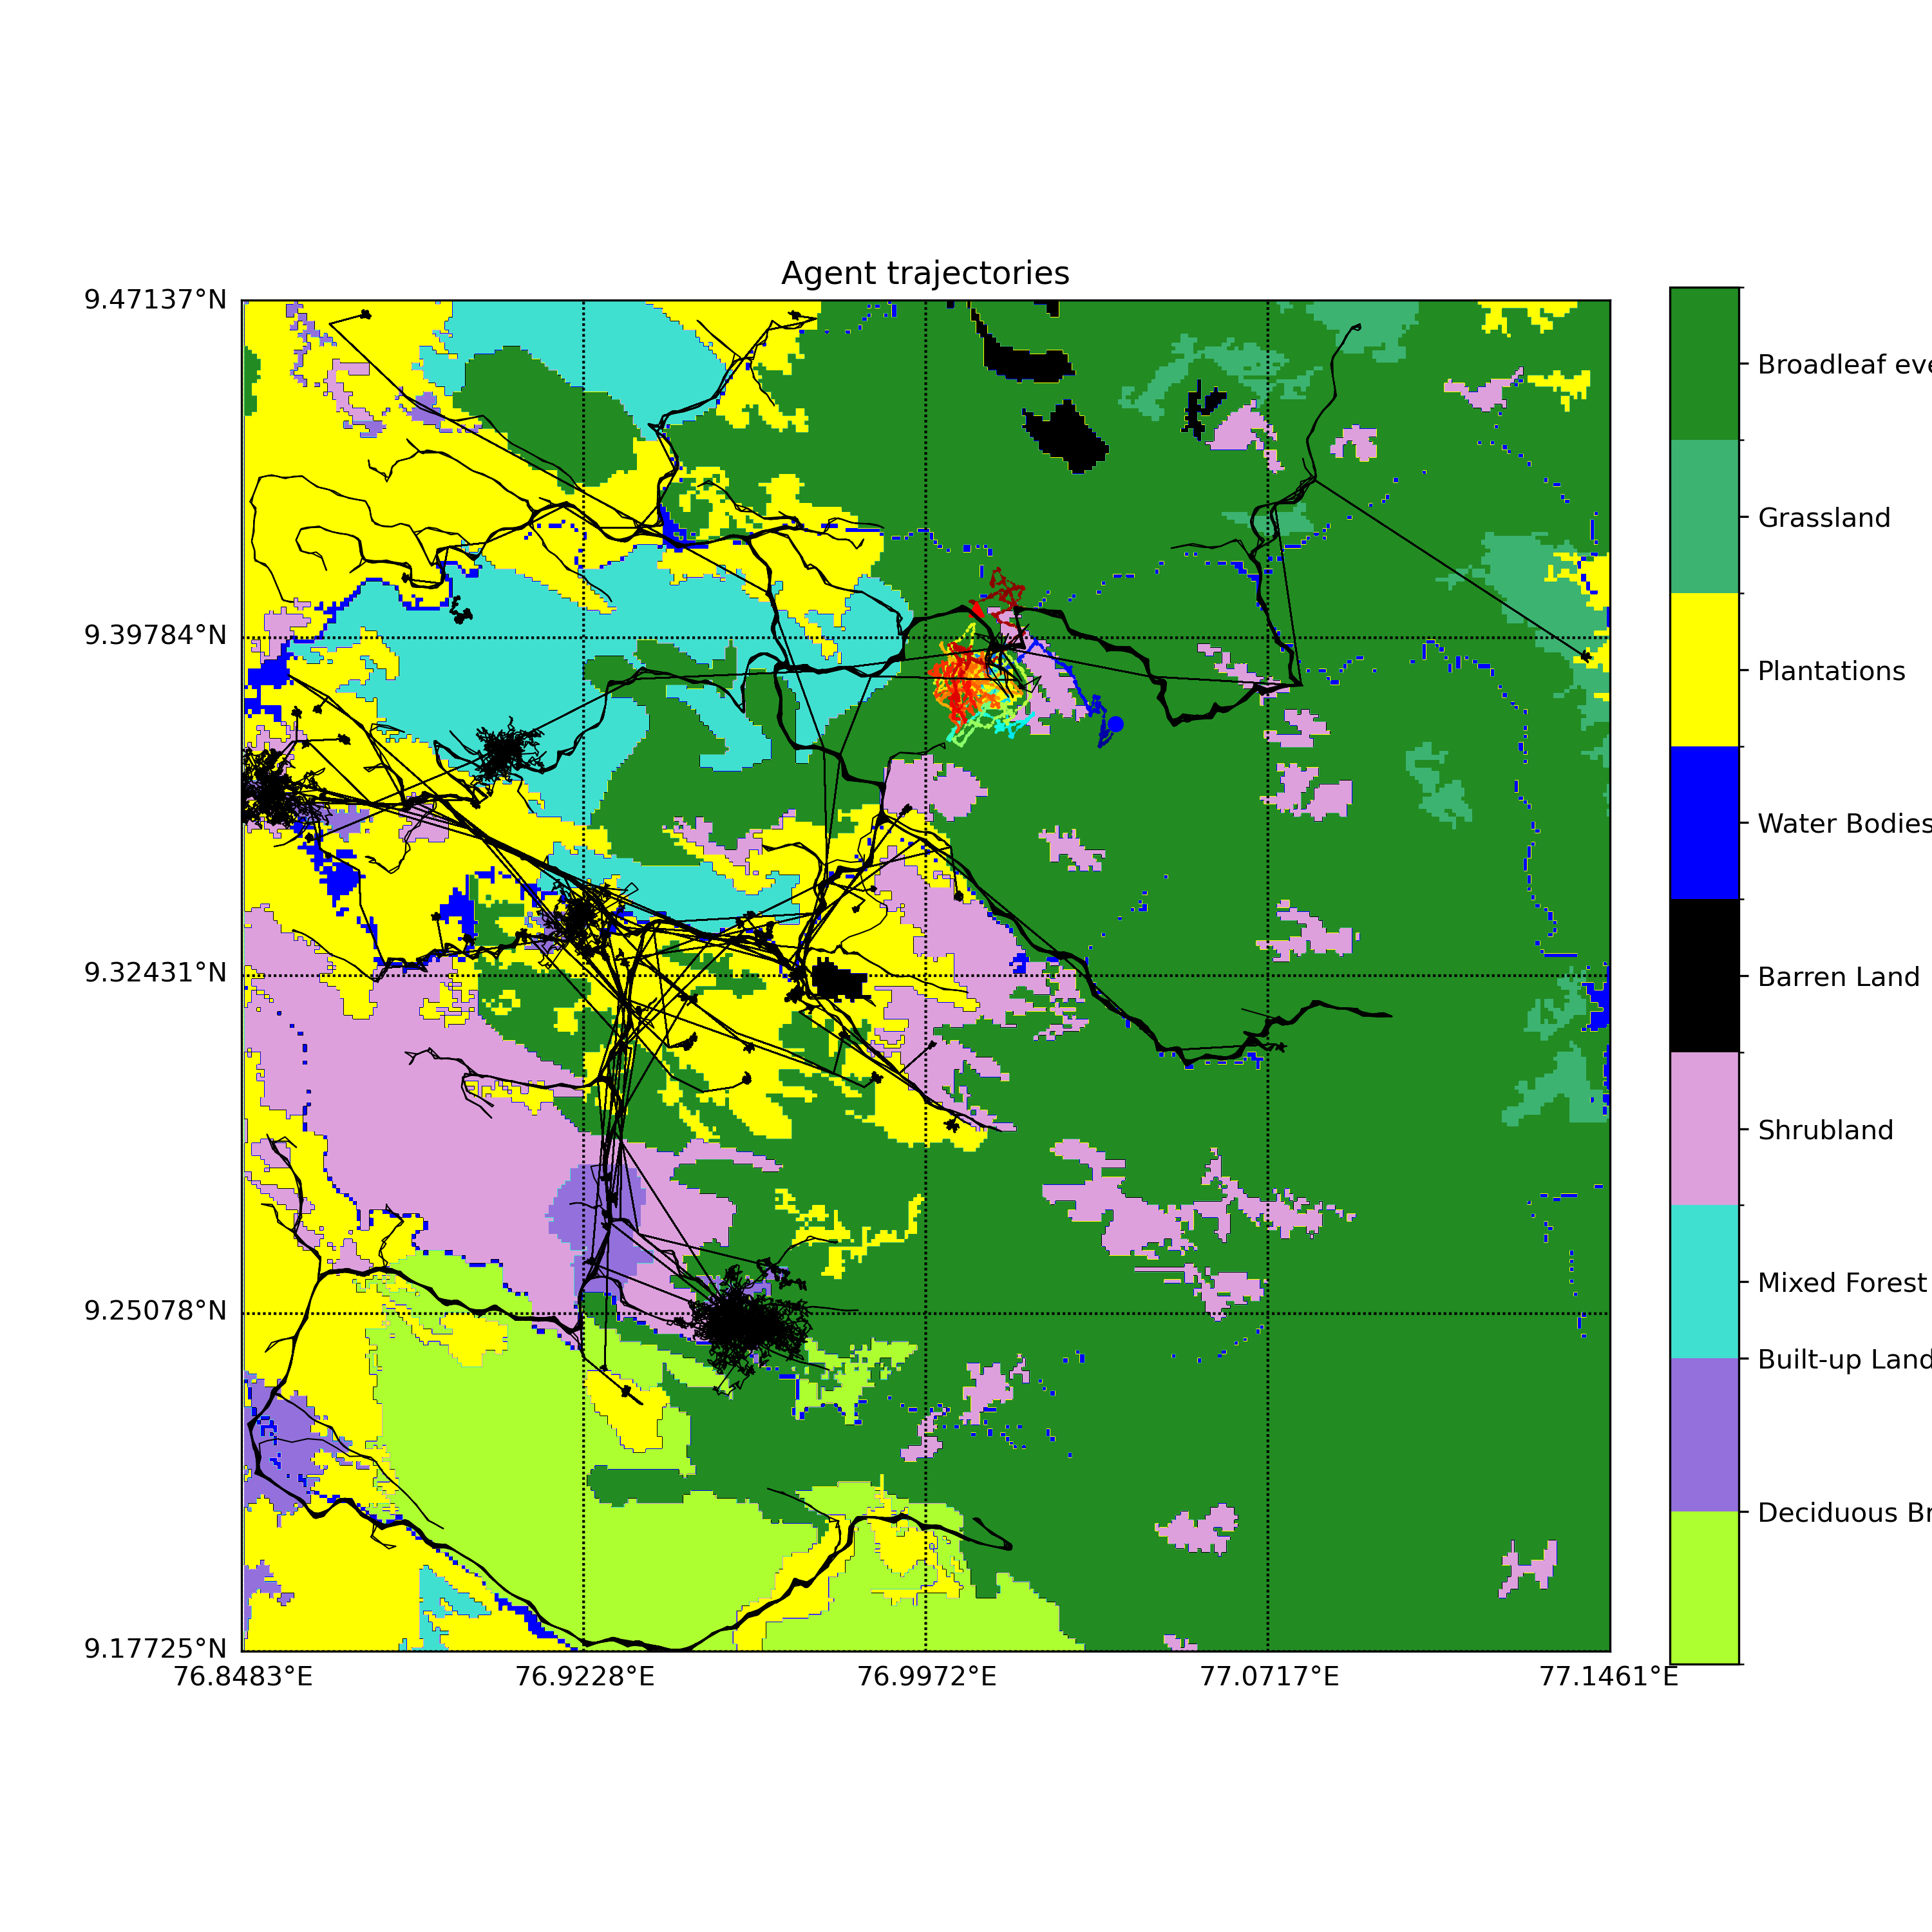 Agent trajectories
9.47137°N
9.39784°N
9.32431°N
9.25078°N
9.17725°N
76.8483°E
76.9228°E
76.9972°E
77.0717°E
77.1461°E
Broadleaf eve
Grassland
Plantations
Water Bodies
Barren Land
Shrubland
Mixed Forest
Built-up Land
Deciduous Br